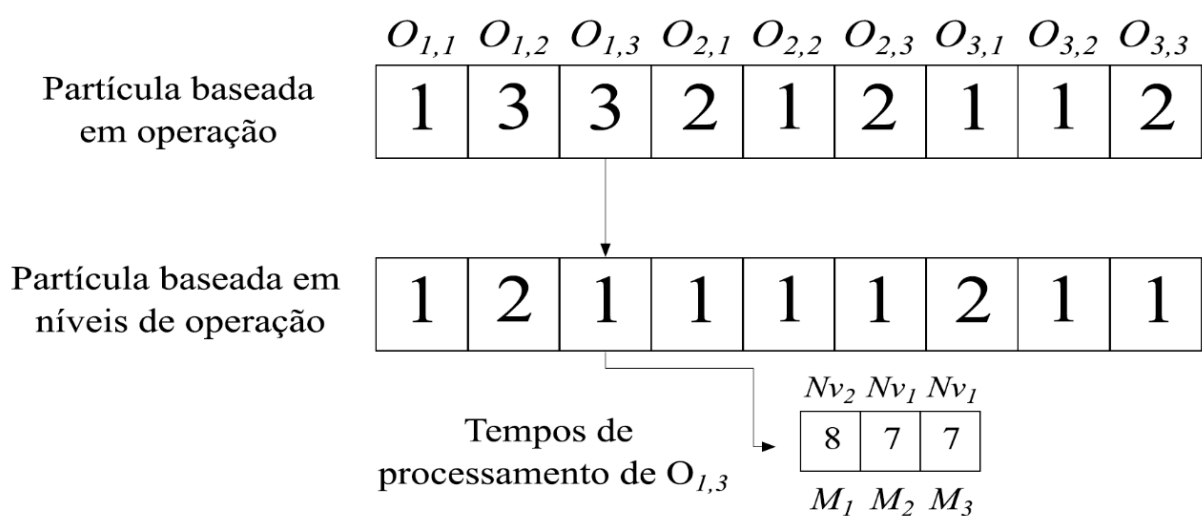 O1,1 O1,2 O1,3 O2,1 O2,2 O2,3 O3,1 O3,2 O3,3
Partícula baseada
em operação
1 3 3 2 1 2 1 1 2
Partícula baseada em
níveis de operação
1 2 1 1 1 1 2 1 1
Nv2 Nv1 Nv1
Tempos de
processamento de O1,3
8 7 7
M1 M2 M3